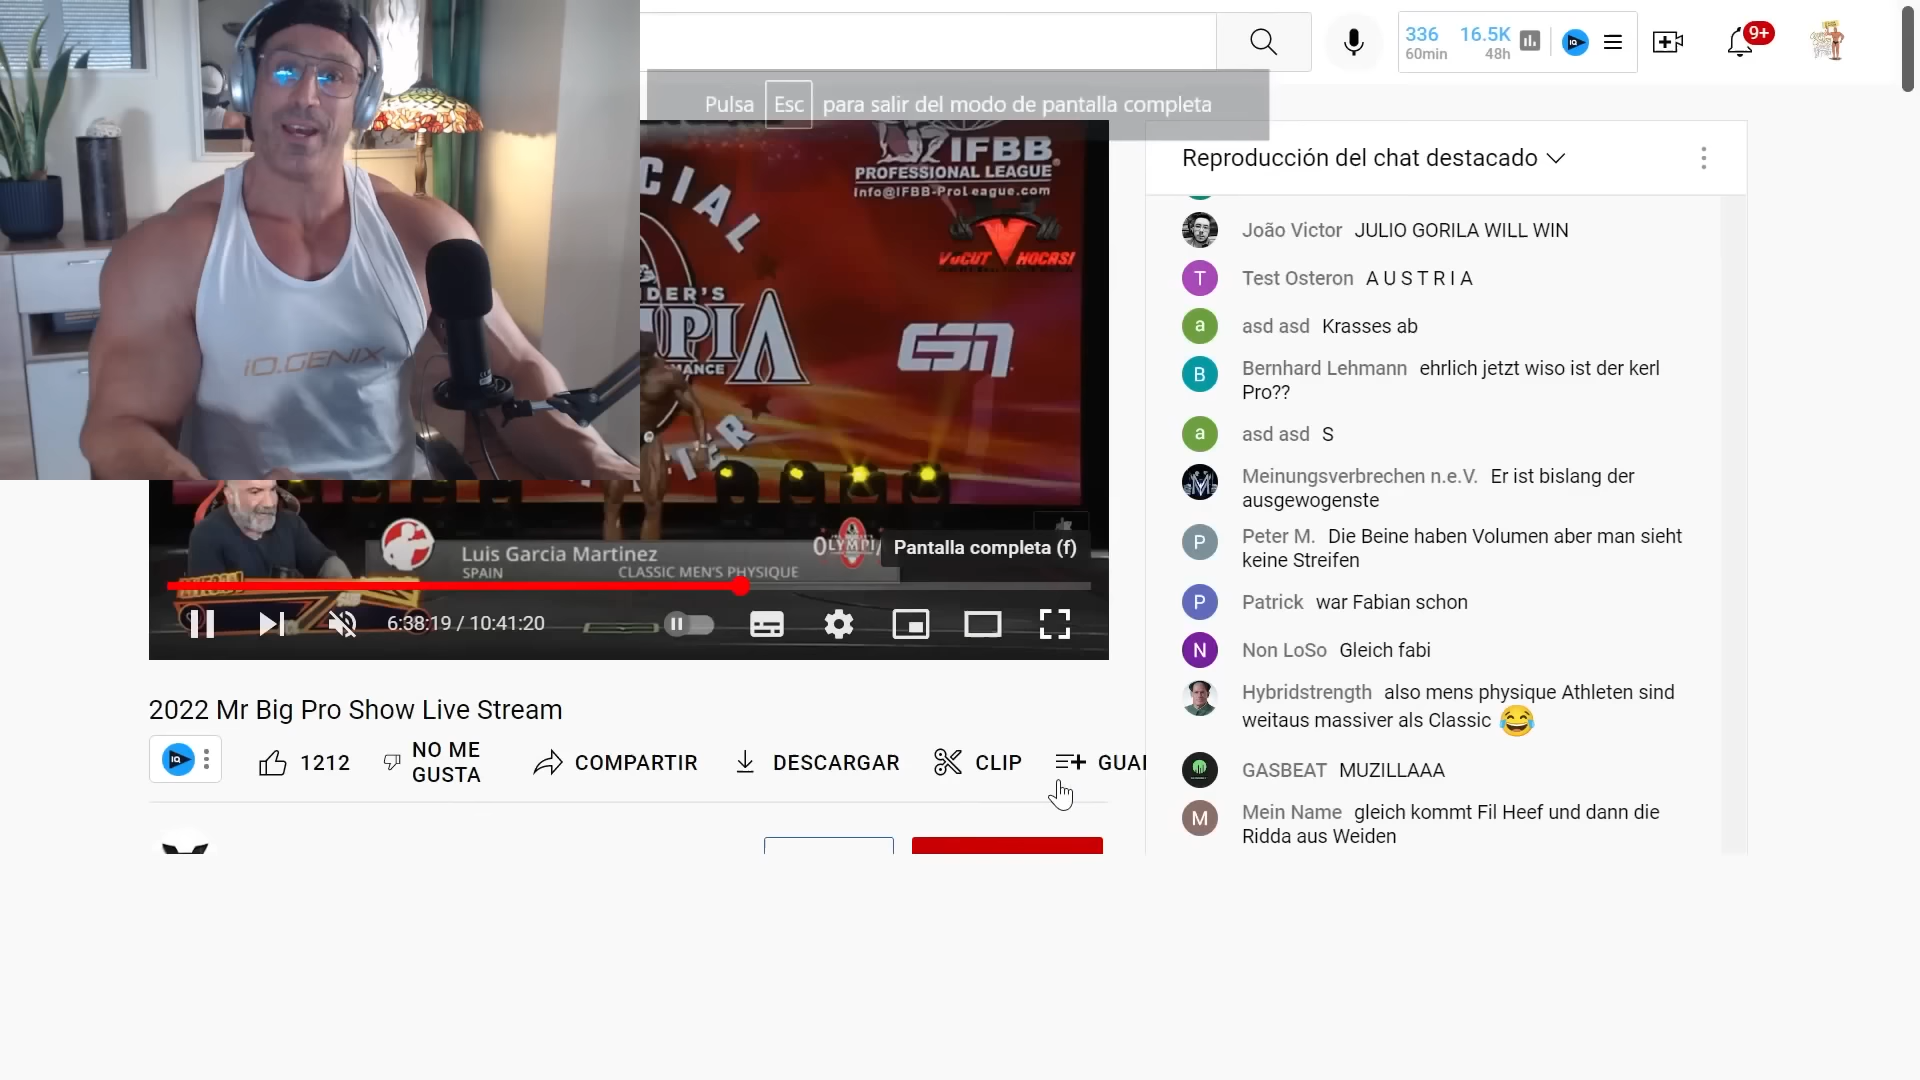 336
60min
16.5K
48h
9+
Pulsa Esc para salir del modo de pantalla completa
IFBB
PROFESSIONAL LEAGUE
Info@IFBB-ProLeague.com
VÜCUT HOCASI
ESN
IO.GENIX
Luis Garcia Martinez
SPAIN
CLASSIC MEN'S PHYSIQUE
Pantalla completa (f)
6:38:19 / 10:41:20
2022 Mr Big Pro Show Live Stream
IQ
1212
NO ME
GUSTA
COMPARTIR
DESCARGAR
CLIP
Reproducción del chat destacado
João Victor JULIO GORILA WILL WIN
T
Test Osteron A U S T R I A
a
asd asd Krasses ab
B
Bernhard Lehmann ehrlich jetzt wiso ist der kerl
Pro??
a
asd asd S
Meinungsverbrechen n.e.V. Er ist bislang der
ausgewogenste
P
Peter M. Die Beine haben Volumen aber man sieht
keine Streifen
P
Patrick war Fabian schon
N
Non LoSo Gleich fabi
Hybridstrength also mens physique Athleten sind
weitaus massiver als Classic 😂
GASBEAT MUZILLAAA
M
Mein Name gleich kommt Fil Heef und dann die
Ridda aus Weiden